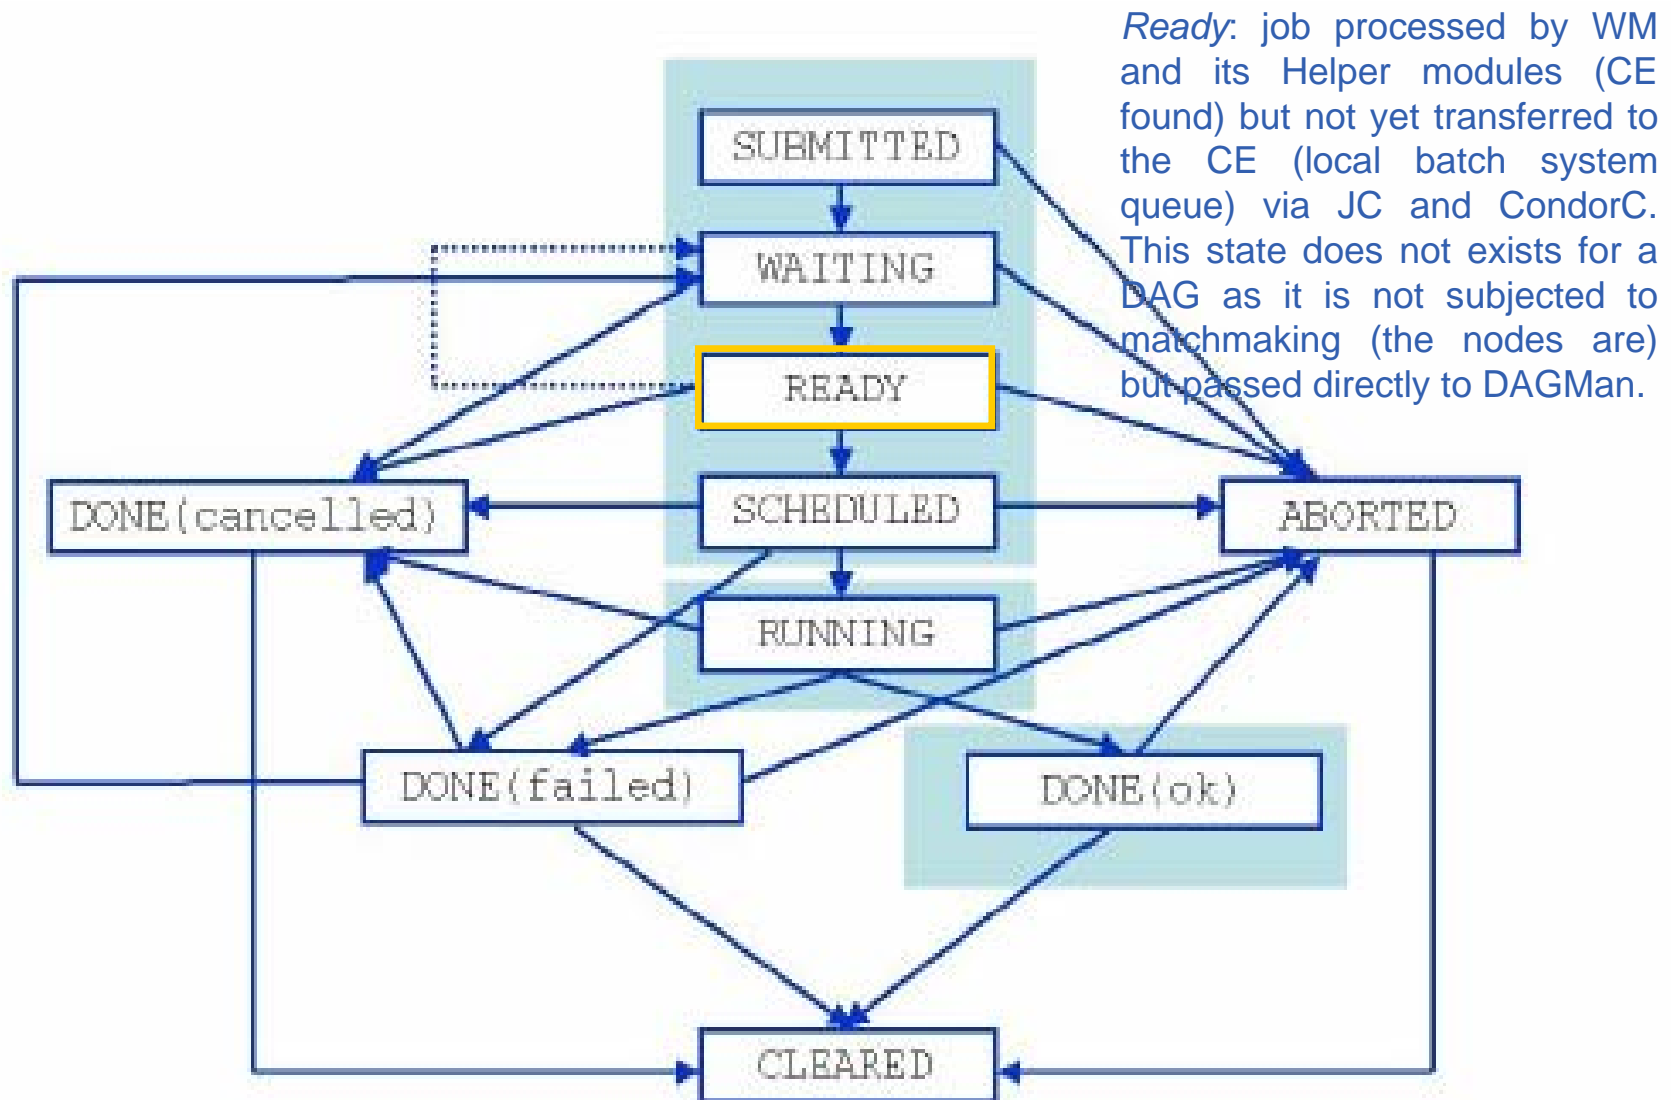 Ready: job processed by WM
and its Helper modules (CE
found) but not yet transferred to
the CE (local batch system
queue) via JC and CondorC.
This state does not exists for a
DAG as it is not subjected to
matchmaking (the nodes are)
but passed directly to DAGMan.
SUBMITTED
WAITING
READY
DONE(cancelled)
SCHEDULED
ABORTED
RUNNING
DONE(failed)
DONE(ok)
CLEARED